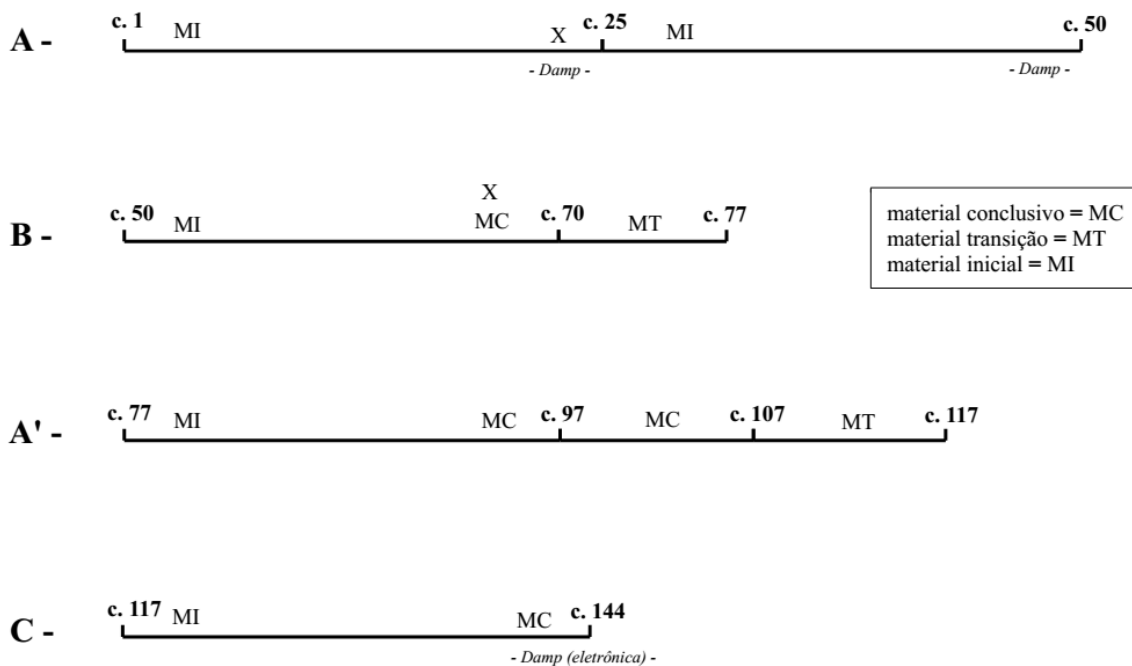 A - c. 1 MI X c. 25 MI c. 50
- Damp - - Damp -
X
B - c. 50 MI MC c. 70 MT c. 77
material conclusivo = MC
material transição = MT
material inicial = MI
A' - c. 77 MI MC c. 97 MC c. 107 MT c. 117
C - c. 117 MI MC c. 144
- Damp (eletrônica) -